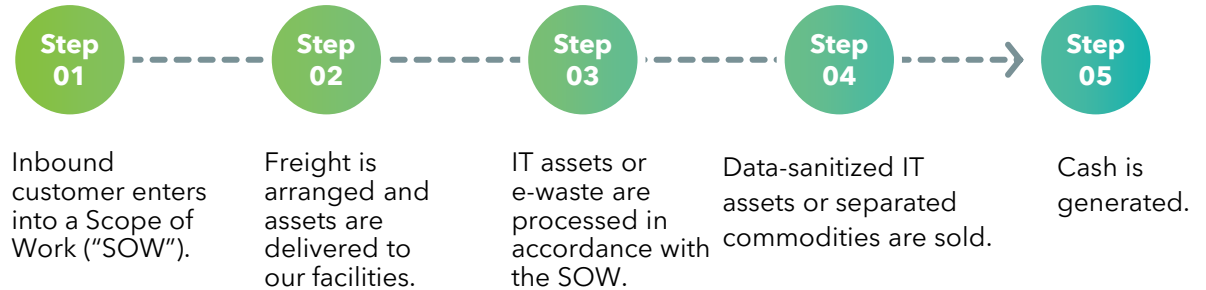 Step
01
Step
02
Step
03
Step
04
Step
05
Inbound
customer enters
into a Scope of
Work (“SOW”).
Freight is
arranged and
assets are
delivered to
our facilities.
IT assets or
e-waste are
processed in
accordance with
the SOW.
Data-sanitized IT
assets or separated
commodities are sold.
Cash is
generated.